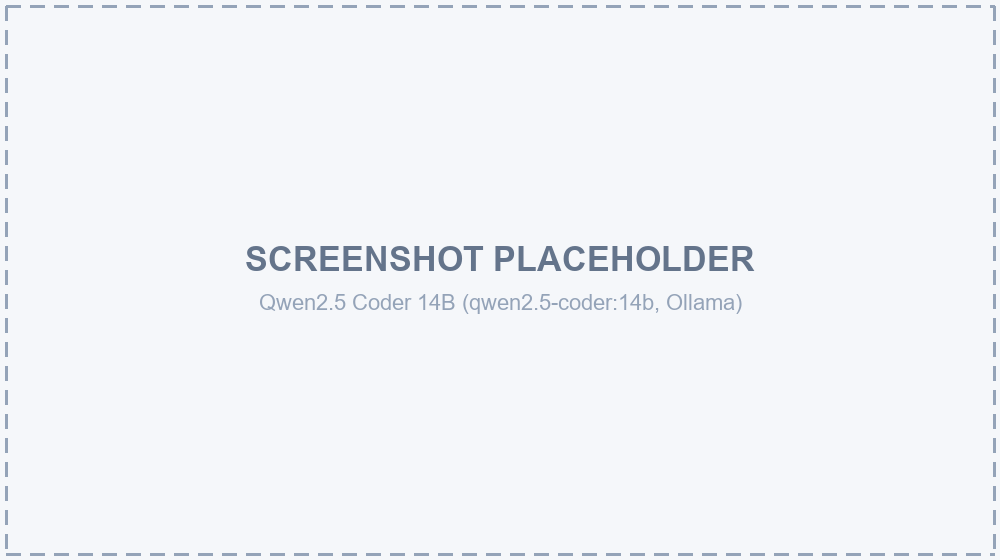 SCREENSHOT PLACEHOLDER
Qwen2.5 Coder 14B (qwen2.5-coder:14b, Ollama)